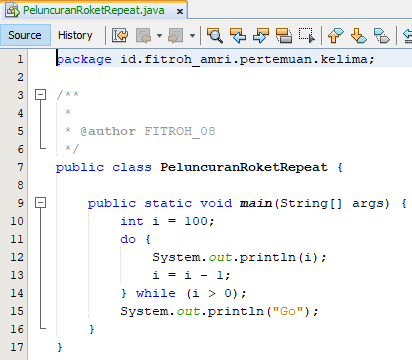 PeluncuranRoketRepeat.java
Source History
1 package id.fitroh_amri.pertemuan.kelima;
2
3 /**
4 *
5 * @author FITROH_08
6 */
7 public class PeluncuranRoketRepeat {
8
9 public static void main(String[] args) {
10 int i = 100;
11 do {
12 System.out.println(i);
13 i = i - 1;
14 } while (i > 0);
15 System.out.println("Go");
16 }
17 }